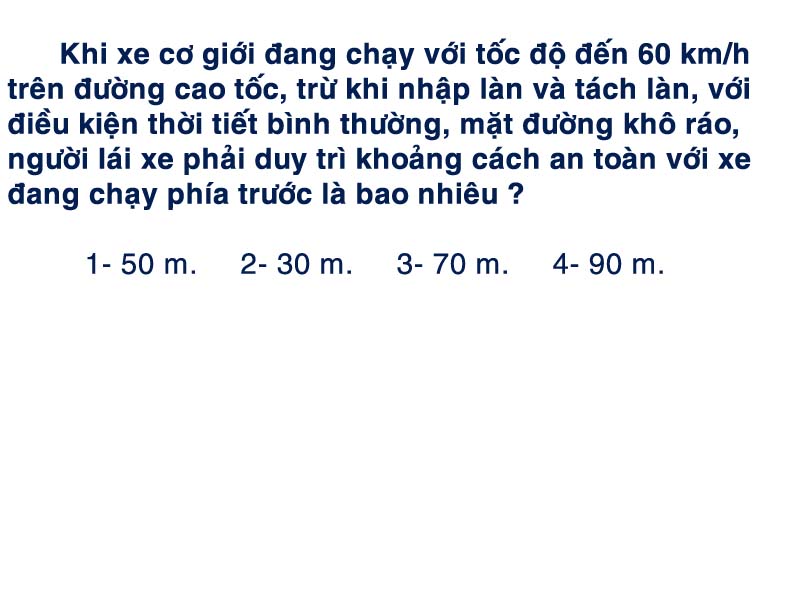 Khi xe cơ giới đang chạy với tốc độ đến 60 km/h
trên đường cao tốc, trừ khi nhập làn và tách làn, với
điều kiện thời tiết bình thường, mặt đường khô ráo,
người lái xe phải duy trì khoảng cách an toàn với xe
đang chạy phía trước là bao nhiêu ?
1- 50 m. 2- 30 m. 3- 70 m. 4- 90 m.